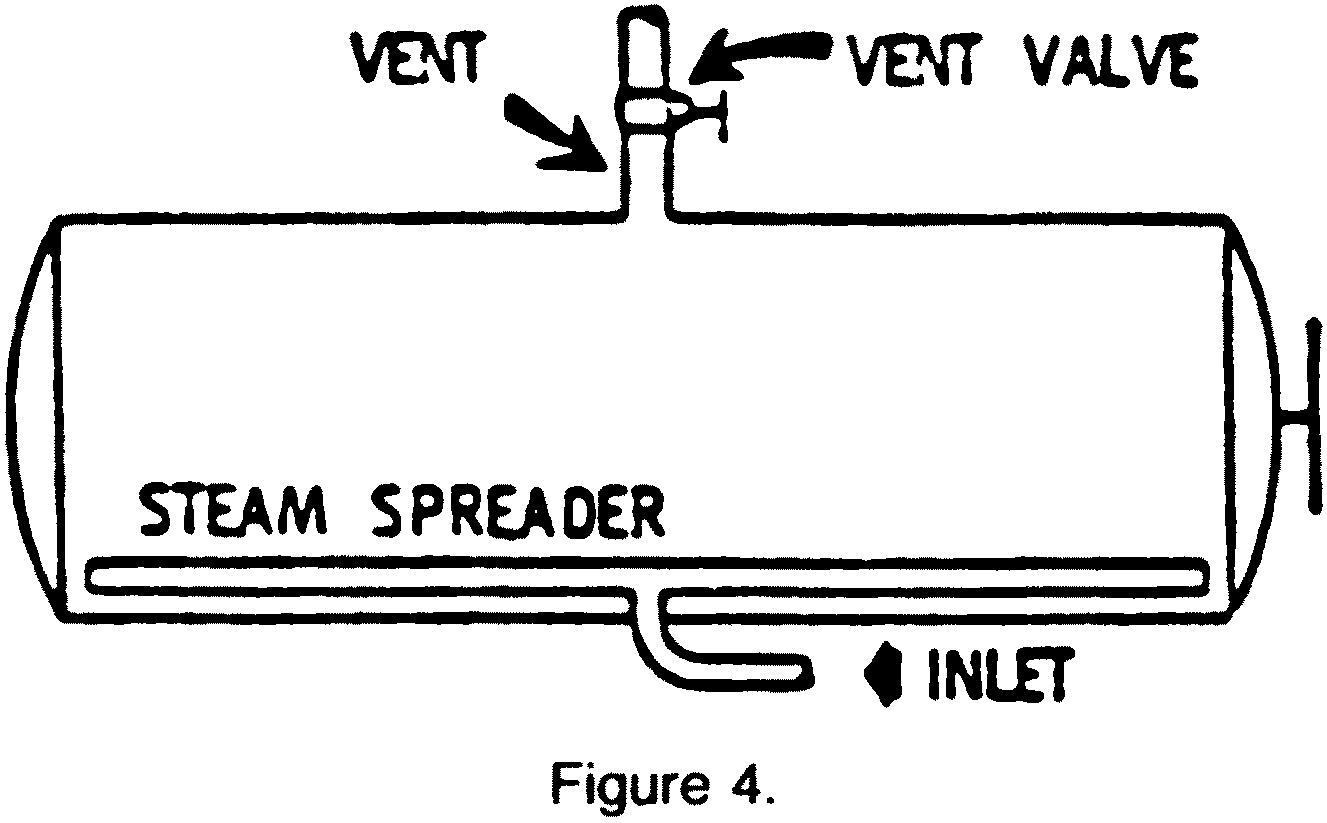 VENT
VENT VALVE
STEAM SPREADER
INLET
Figure 4.